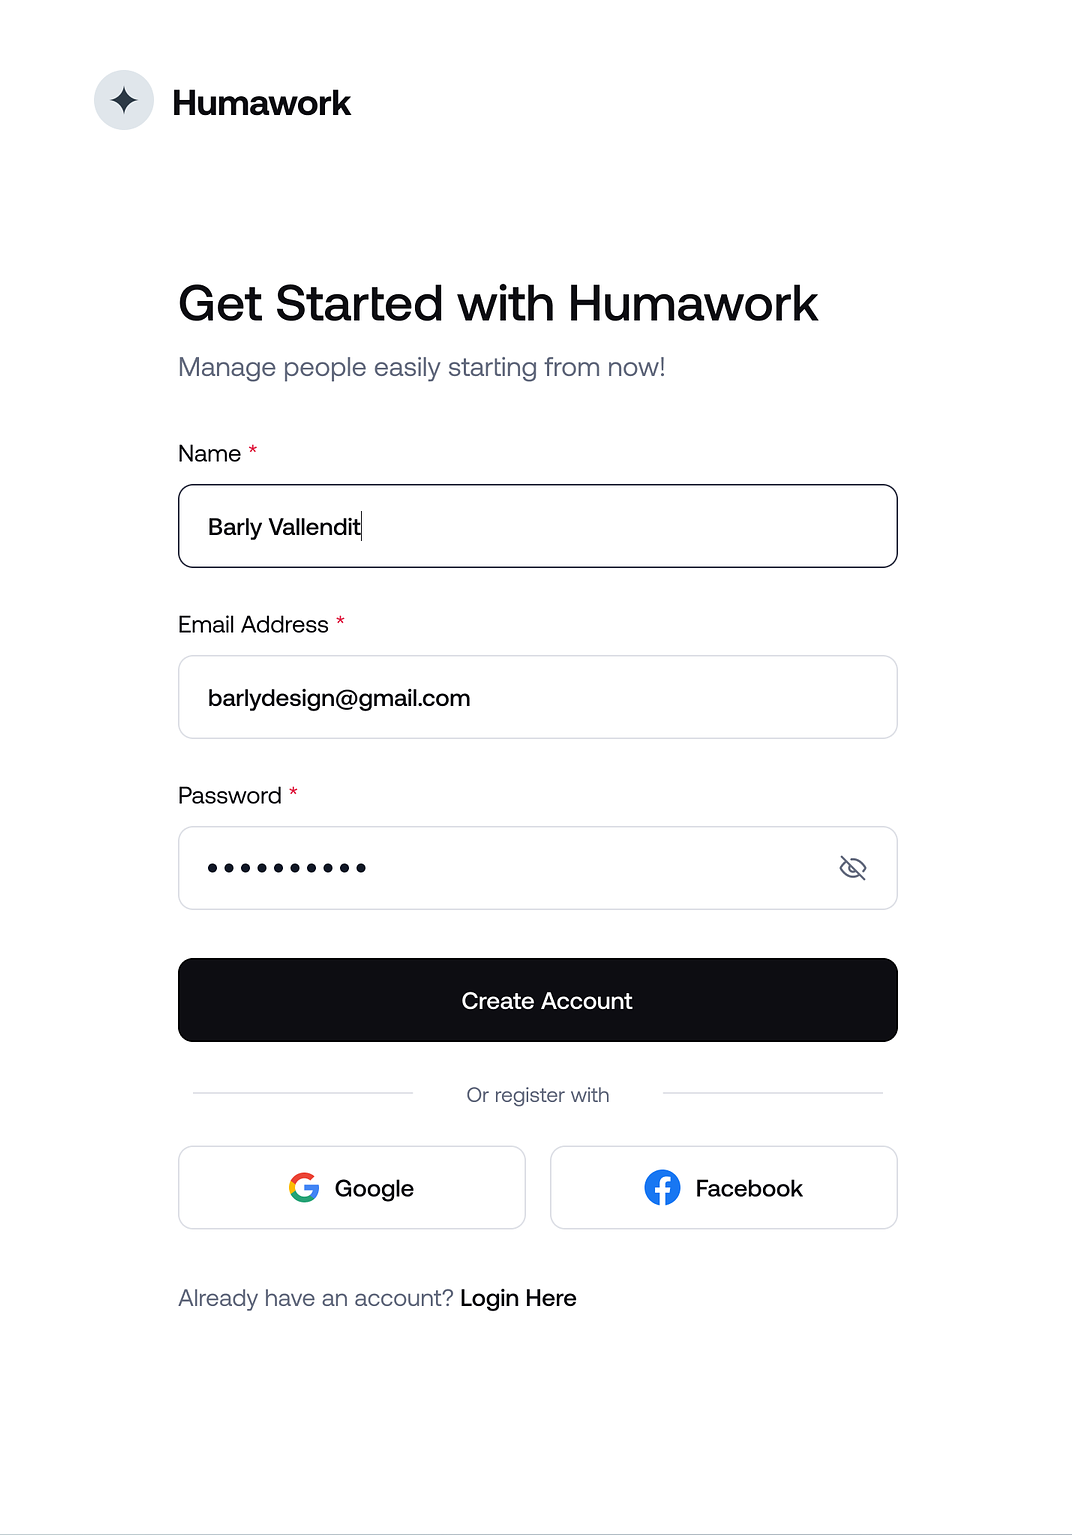 Humawork
Get Started with Humawork
Manage people easily starting from now!
Name *
Barly Vallendit
Email Address *
barlydesign@gmail.com
Password *
••••••••••
Create Account
Or register with
Google
Facebook
Already have an account? Login Here